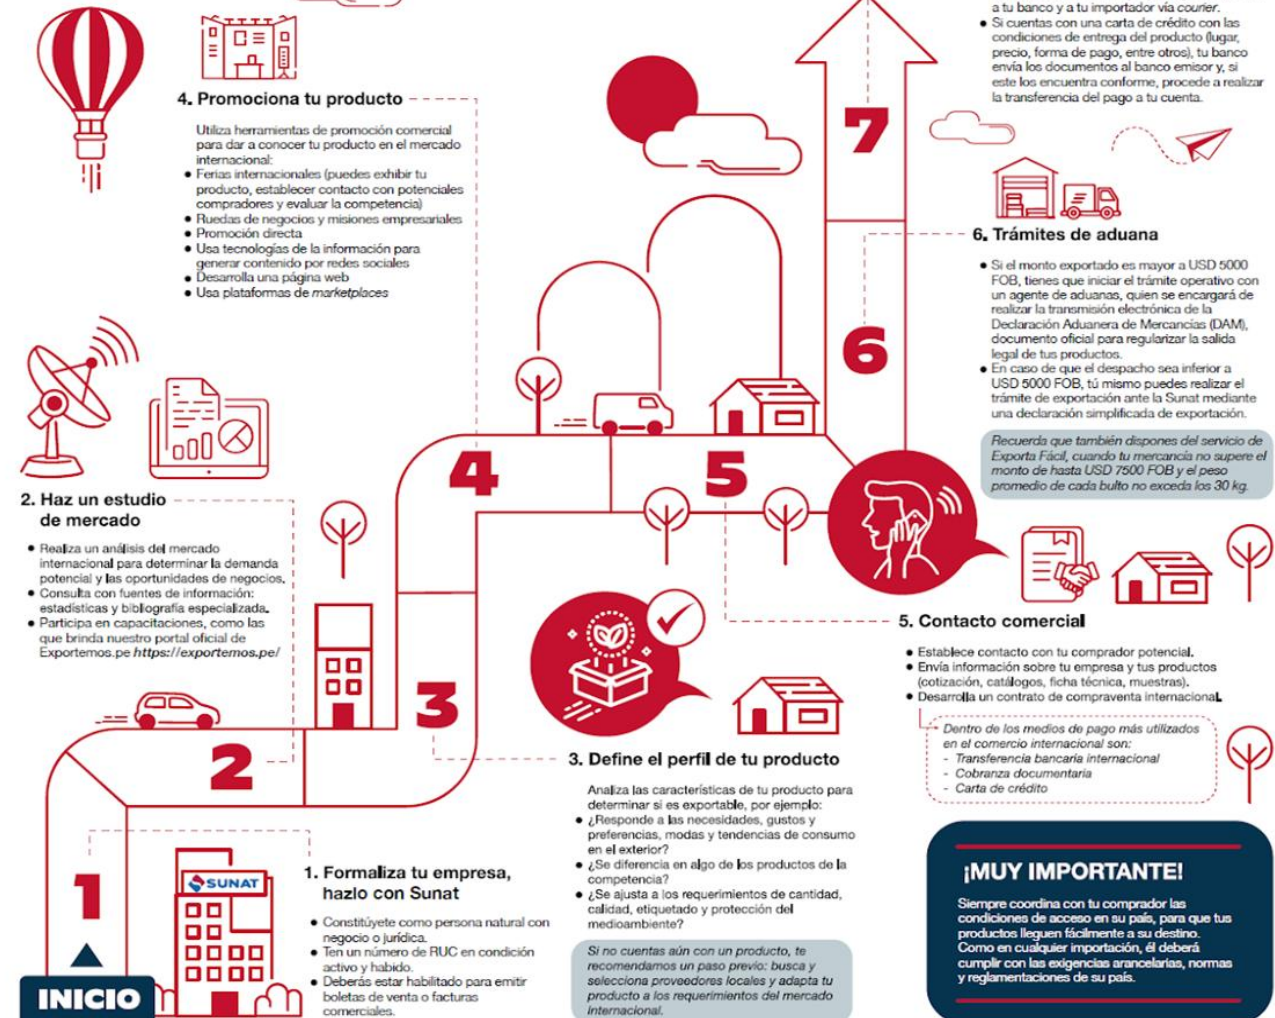 a tu banco y a tu importador vía courier.
● Si cuentas con una carta de crédito con las
condiciones de entrega del producto (lugar,
precio, forma de pago, entre otros), tu banco
envía los documentos al banco emisor y, si
este los encuentra conforme, procede a realizar
la transferencia del pago a tu cuenta.
7
6. Trámites de aduana
● Si el monto exportado es mayor a USD 5000
FOB, tienes que iniciar el trámite operativo con
un agente de aduanas, quien se encargará de
realizar la transmisión electrónica de la
Declaración Aduanera de Mercancías (DAM),
documento oficial para regularizar la salida
legal de tus productos.
● En caso de que el despacho sea inferior a
USD 5000 FOB, tú mismo puedes realizar el
trámite de exportación ante la Sunat mediante
una declaración simplificada de exportación.
Recuerda que también dispones del servicio de
Exporta Fácil, cuando tu mercancía no supere el
monto de hasta USD 7500 FOB y el peso
promedio de cada bulto no exceda los 30 kg.
6
4. Promociona tu producto
Utiliza herramientas de promoción comercial
para dar a conocer tu producto en el mercado
internacional:
● Ferias internacionales (puedes exhibir tu
producto, establecer contacto con potenciales
compradores y evaluar la competencia)
● Ruedas de negocios y misiones empresariales
● Promoción directa
● Usa tecnologías de la información para
generar contenido por redes sociales
● Desarrolla una página web
● Usa plataformas de marketplaces
4
5
5. Contacto comercial
● Establece contacto con tu comprador potencial.
● Envía información sobre tu empresa y tus productos
(cotización, catálogos, ficha técnica, muestras).
● Desarrolla un contrato de compraventa internacional.
Dentro de los medios de pago más utilizados
en el comercio internacional son:
- Transferencia bancaria internacional
- Cobranza documentaria
- Carta de crédito
2. Haz un estudio
de mercado
● Realiza un análisis del mercado
internacional para determinar la demanda
potencial y las oportunidades de negocios.
● Consulta con fuentes de información:
estadísticas y bibliografía especializada.
● Participa en capacitaciones, como las
que brinda nuestro portal oficial de
Exportemos.pe https://exportemos.pe/
2
3
3. Define el perfil de tu producto
Analiza las características de tu producto para
determinar si es exportable, por ejemplo:
● ¿Responde a las necesidades, gustos y
preferencias, modas y tendencias de consumo
en el exterior?
● ¿Se diferencia en algo de los productos de la
competencia?
● ¿Se ajusta a los requerimientos de cantidad,
calidad, etiquetado y protección del
medioambiente?
Si no cuentas aún con un producto, te
recomendamos un paso previo: busca y
selecciona proveedores locales y adapta tu
producto a los requerimientos del mercado
internacional.
1
INICIO
SUNAT
1. Formaliza tu empresa,
hazlo con Sunat
● Constitúyete como persona natural con
negocio o jurídica.
● Ten un número de RUC en condición
activo y habido.
● Deberás estar habilitado para emitir
boletas de venta o facturas
comerciales.
¡MUY IMPORTANTE!
Siempre coordina con tu comprador las
condiciones de acceso en su país, para que tus
productos lleguen fácilmente a su destino.
Como en cualquier importación, él deberá
cumplir con las exigencias arancelarias, normas
y reglamentaciones de su país.